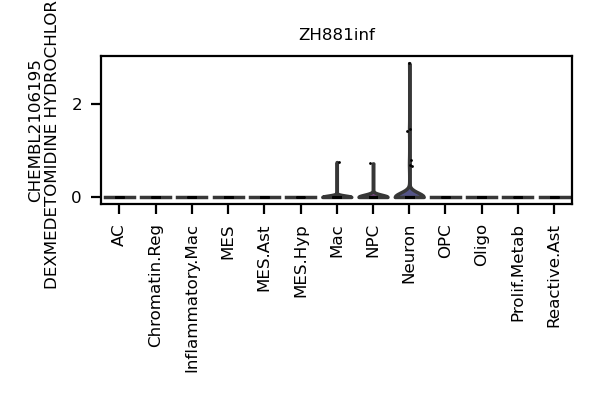 ZH881inf
CHEMBL2106195
DEXMEDETOMIDINE HYDROCHLOR
2
0
AC
Chromatin.Reg
Inflammatory.Mac
MES
MES.Ast
MES.Hyp
Mac
NPC
Neuron
OPC
Oligo
Prolif.Metab
Reactive.Ast